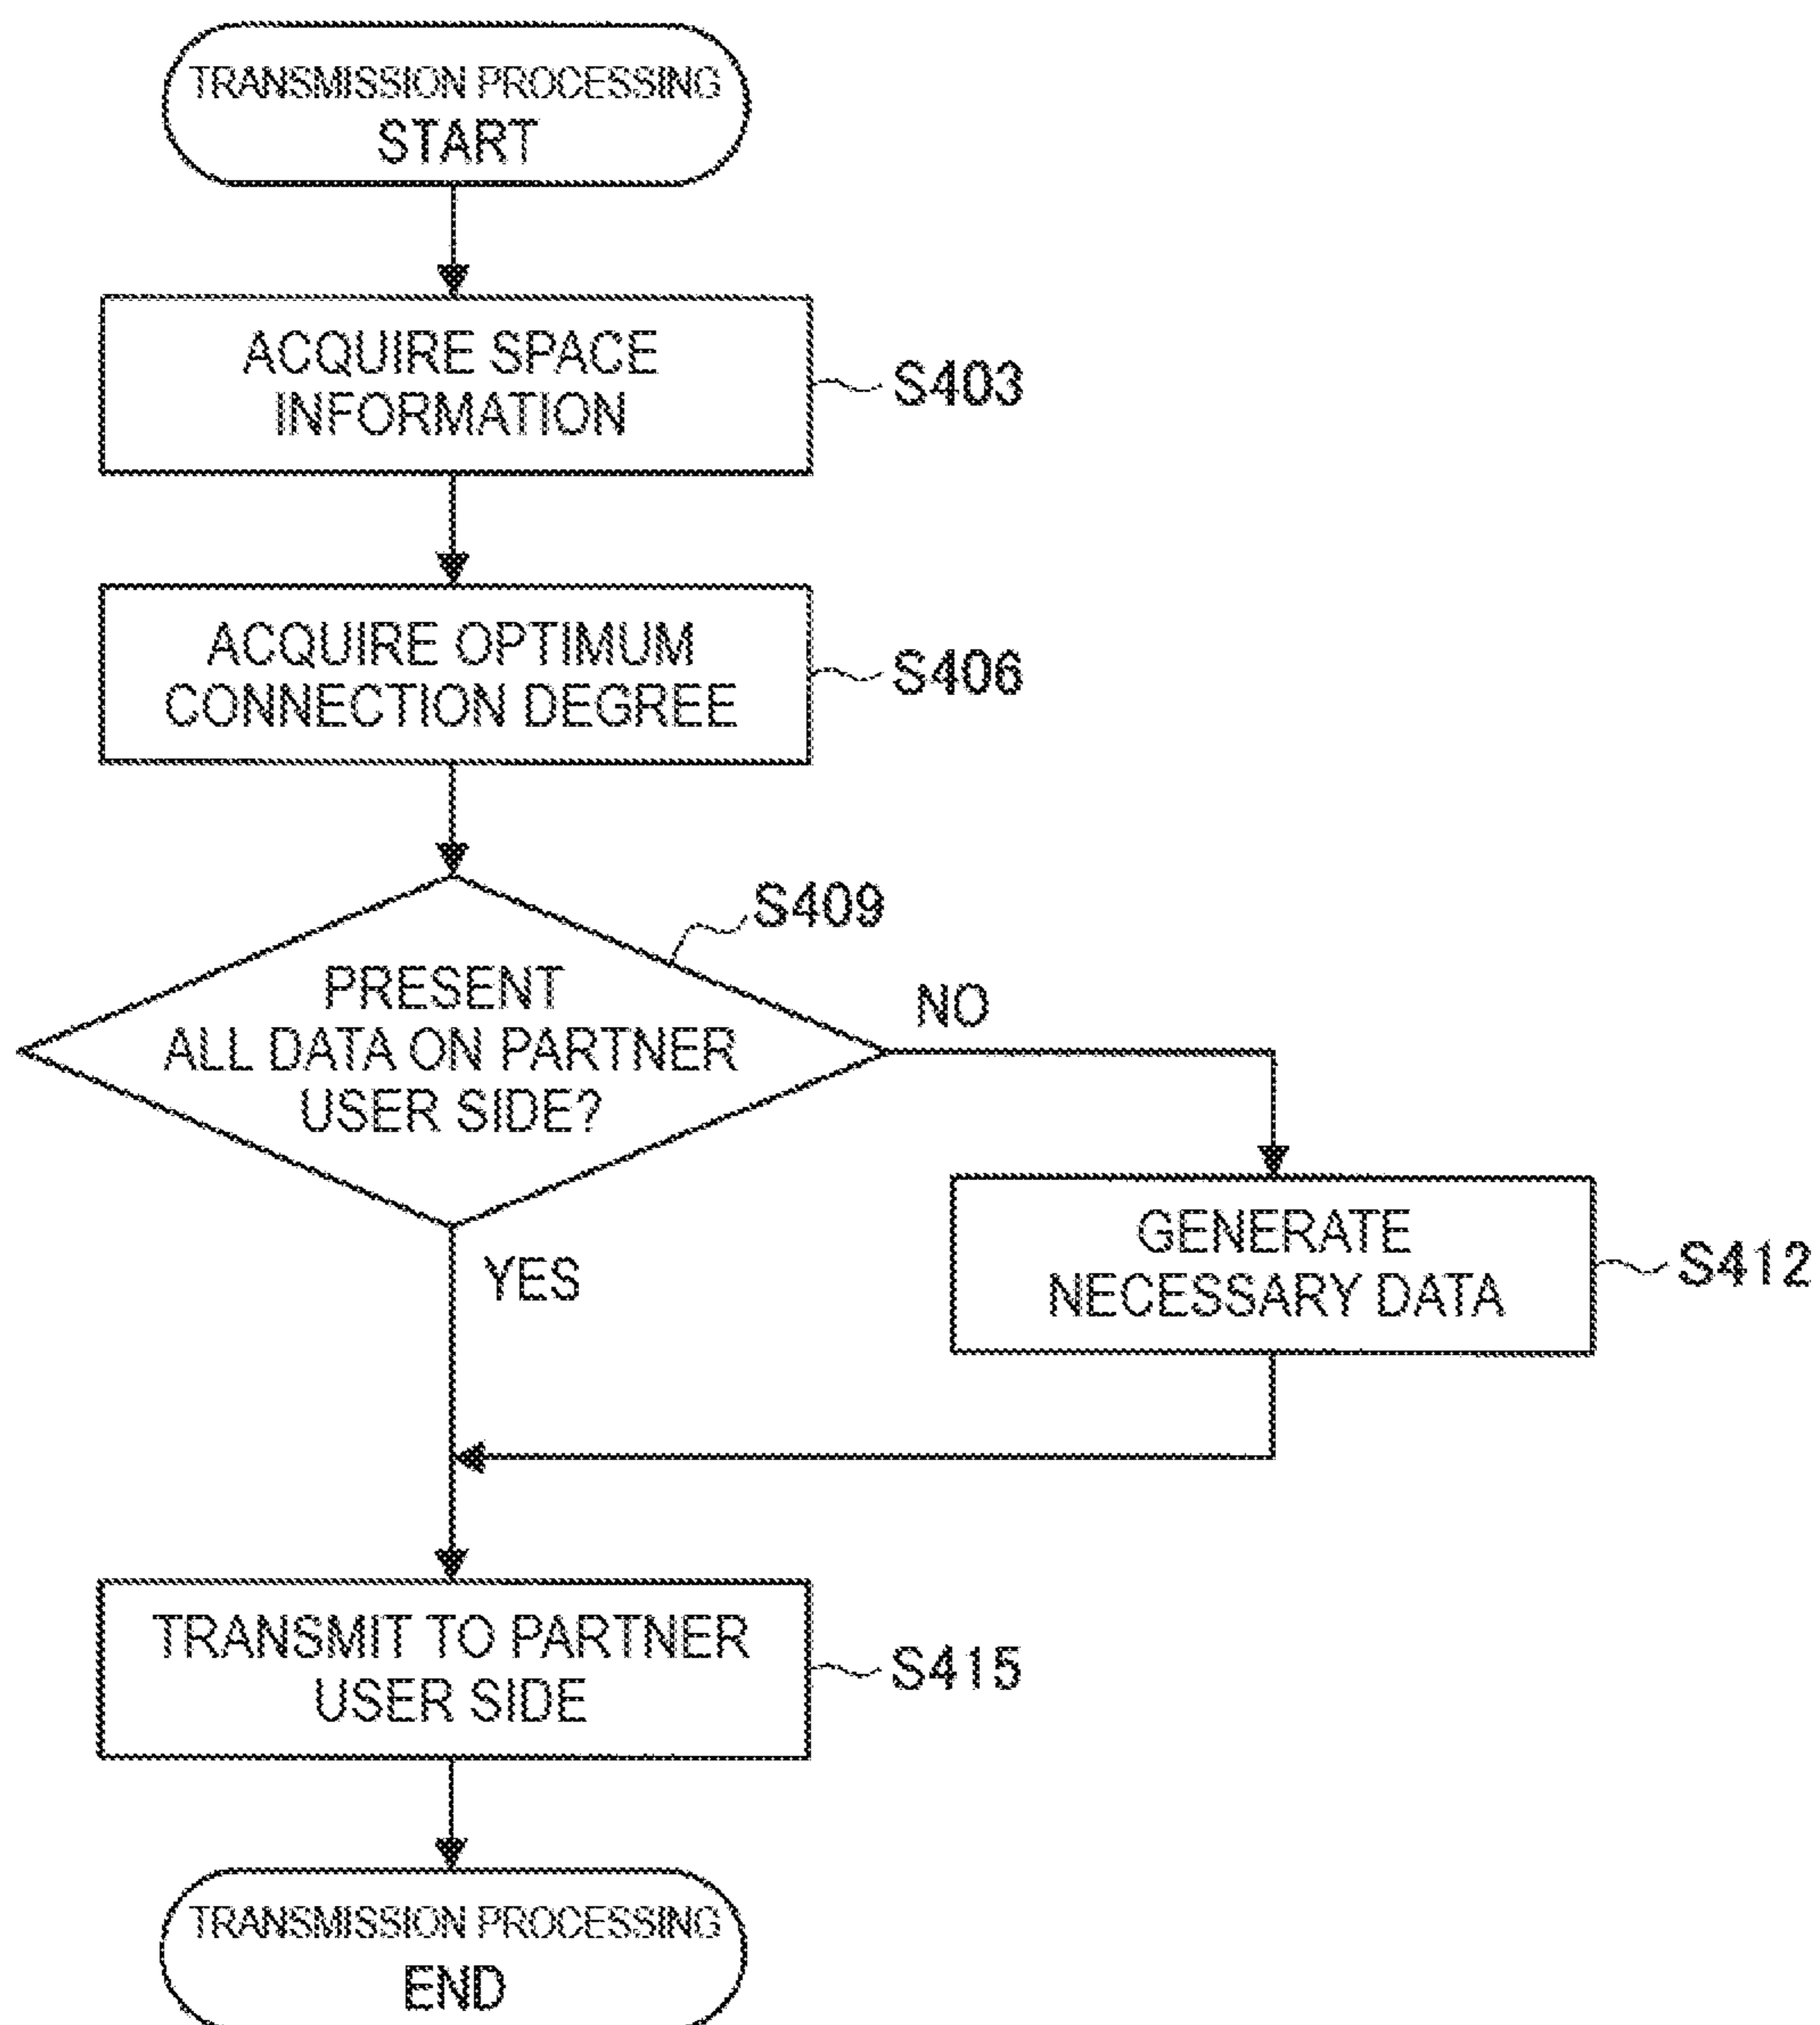 TRANSMISSION PROCESSING
START
ACQUIRE SPACE
INFORMATION
S403
ACQUIRE OPTIMUM
CONNECTION DEGREE
S406
S409
PRESENT
ALL DATA ON PARTNER
USER SIDE?
NO
YES
GENERATE
NECESSARY DATA
S412
TRANSMIT TO PARTNER
USER SIDE
S415
TRANSMISSION PROCESSING
END